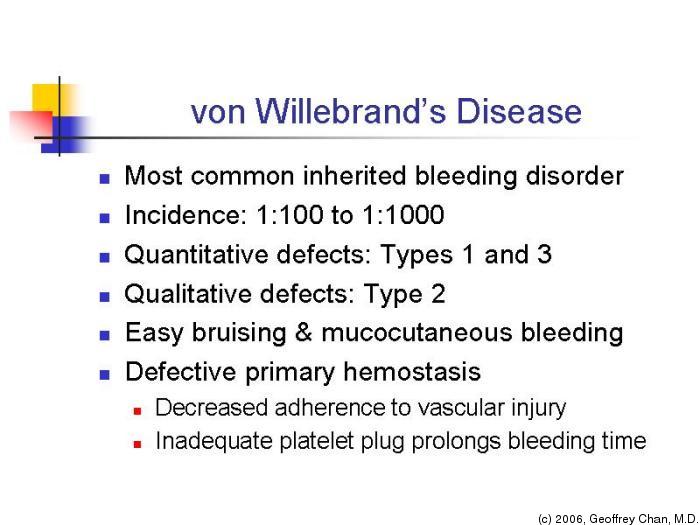 von Willebrand's Disease
Most common inherited bleeding disorder
Incidence: 1:100 to 1:1000
Quantitative defects: Types 1 and 3
Qualitative defects: Type 2
Easy bruising & mucocutaneous bleeding
Defective primary hemostasis
Decreased adherence to vascular injury
Inadequate platelet plug prolongs bleeding time
(c) 2006, Geoffrey Chan, M.D.